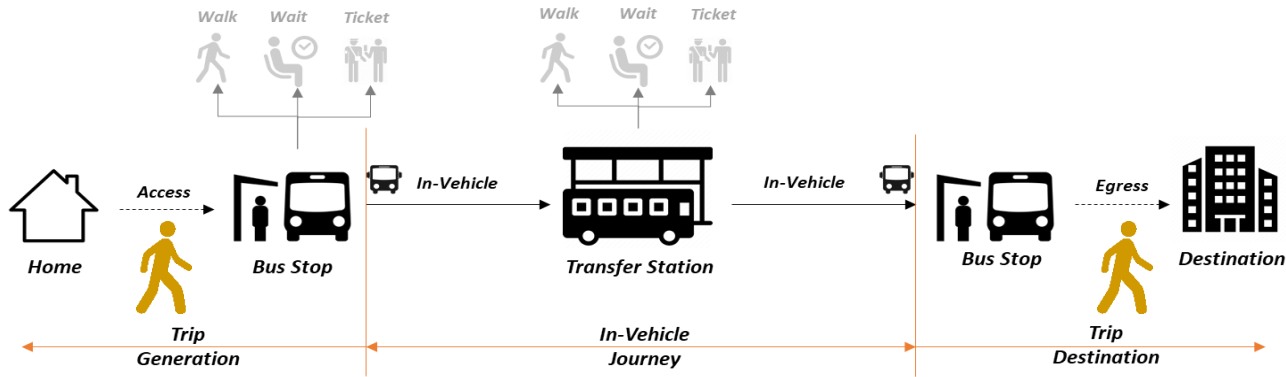 Walk Wait Ticket
Walk Wait Ticket
Access
In-Vehicle
In-Vehicle
Egress
Home
Bus Stop
Transfer Station
Bus Stop
Destination
Trip
Generation
In-Vehicle
Journey
Trip
Destination